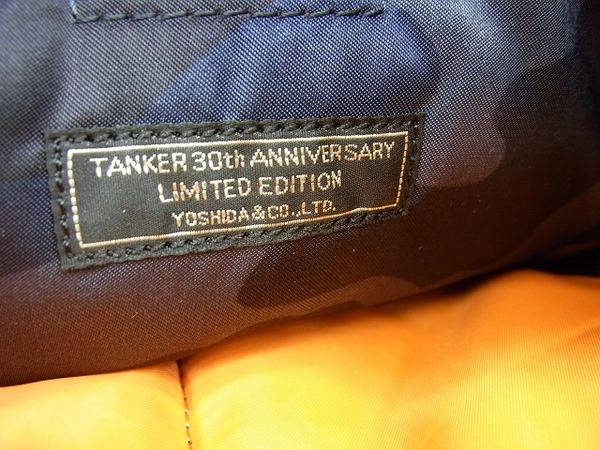 TANKER 30th ANNIVERSARY
LIMITED EDITION
YOSHIDA&CO.,LTD.